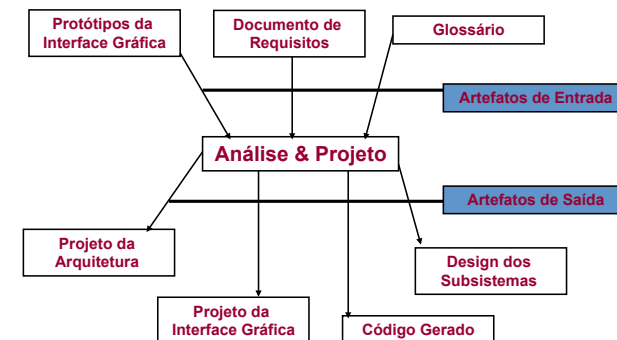 Protótipos da
Interface Gráfica
Documento de
Requisitos
Glossário
Artefatos de Entrada
Análise & Projeto
Artefatos de Saída
Projeto da
Arquitetura
Design dos
Subsistemas
Projeto da
Interface Gráfica
Código Gerado